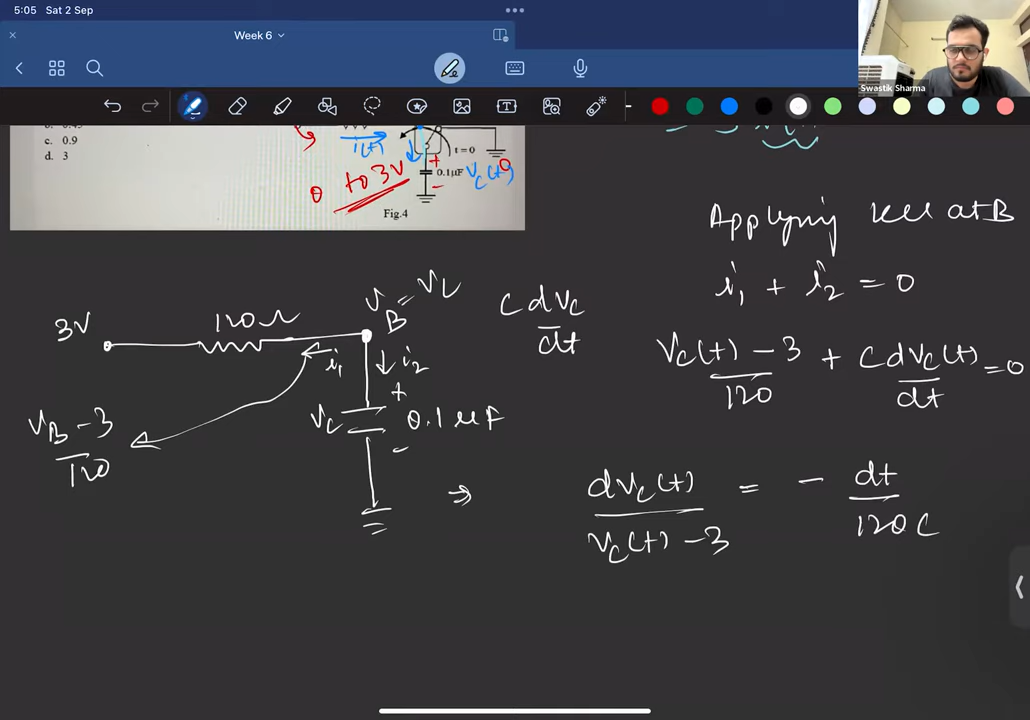 5:05 Sat 2 Sep
Week 6
Swastik Sharma
c. 0.9
d. 3
i(t)
t=0
0 to 3V
+
0.1μF
Vc(t)
0
-
Fig.4
Applying KCL at B
i1 + i2 = 0
Vc(t) - 3 / 120 + C dVc(t) / dt = 0
3V
120Ω
VB = VC
B
C dVc / dt
i1
i2
+
Vc
0.1 μF
-
VB - 3 / 120
→ dVc(t) / Vc(t) - 3 = - dt / 120C